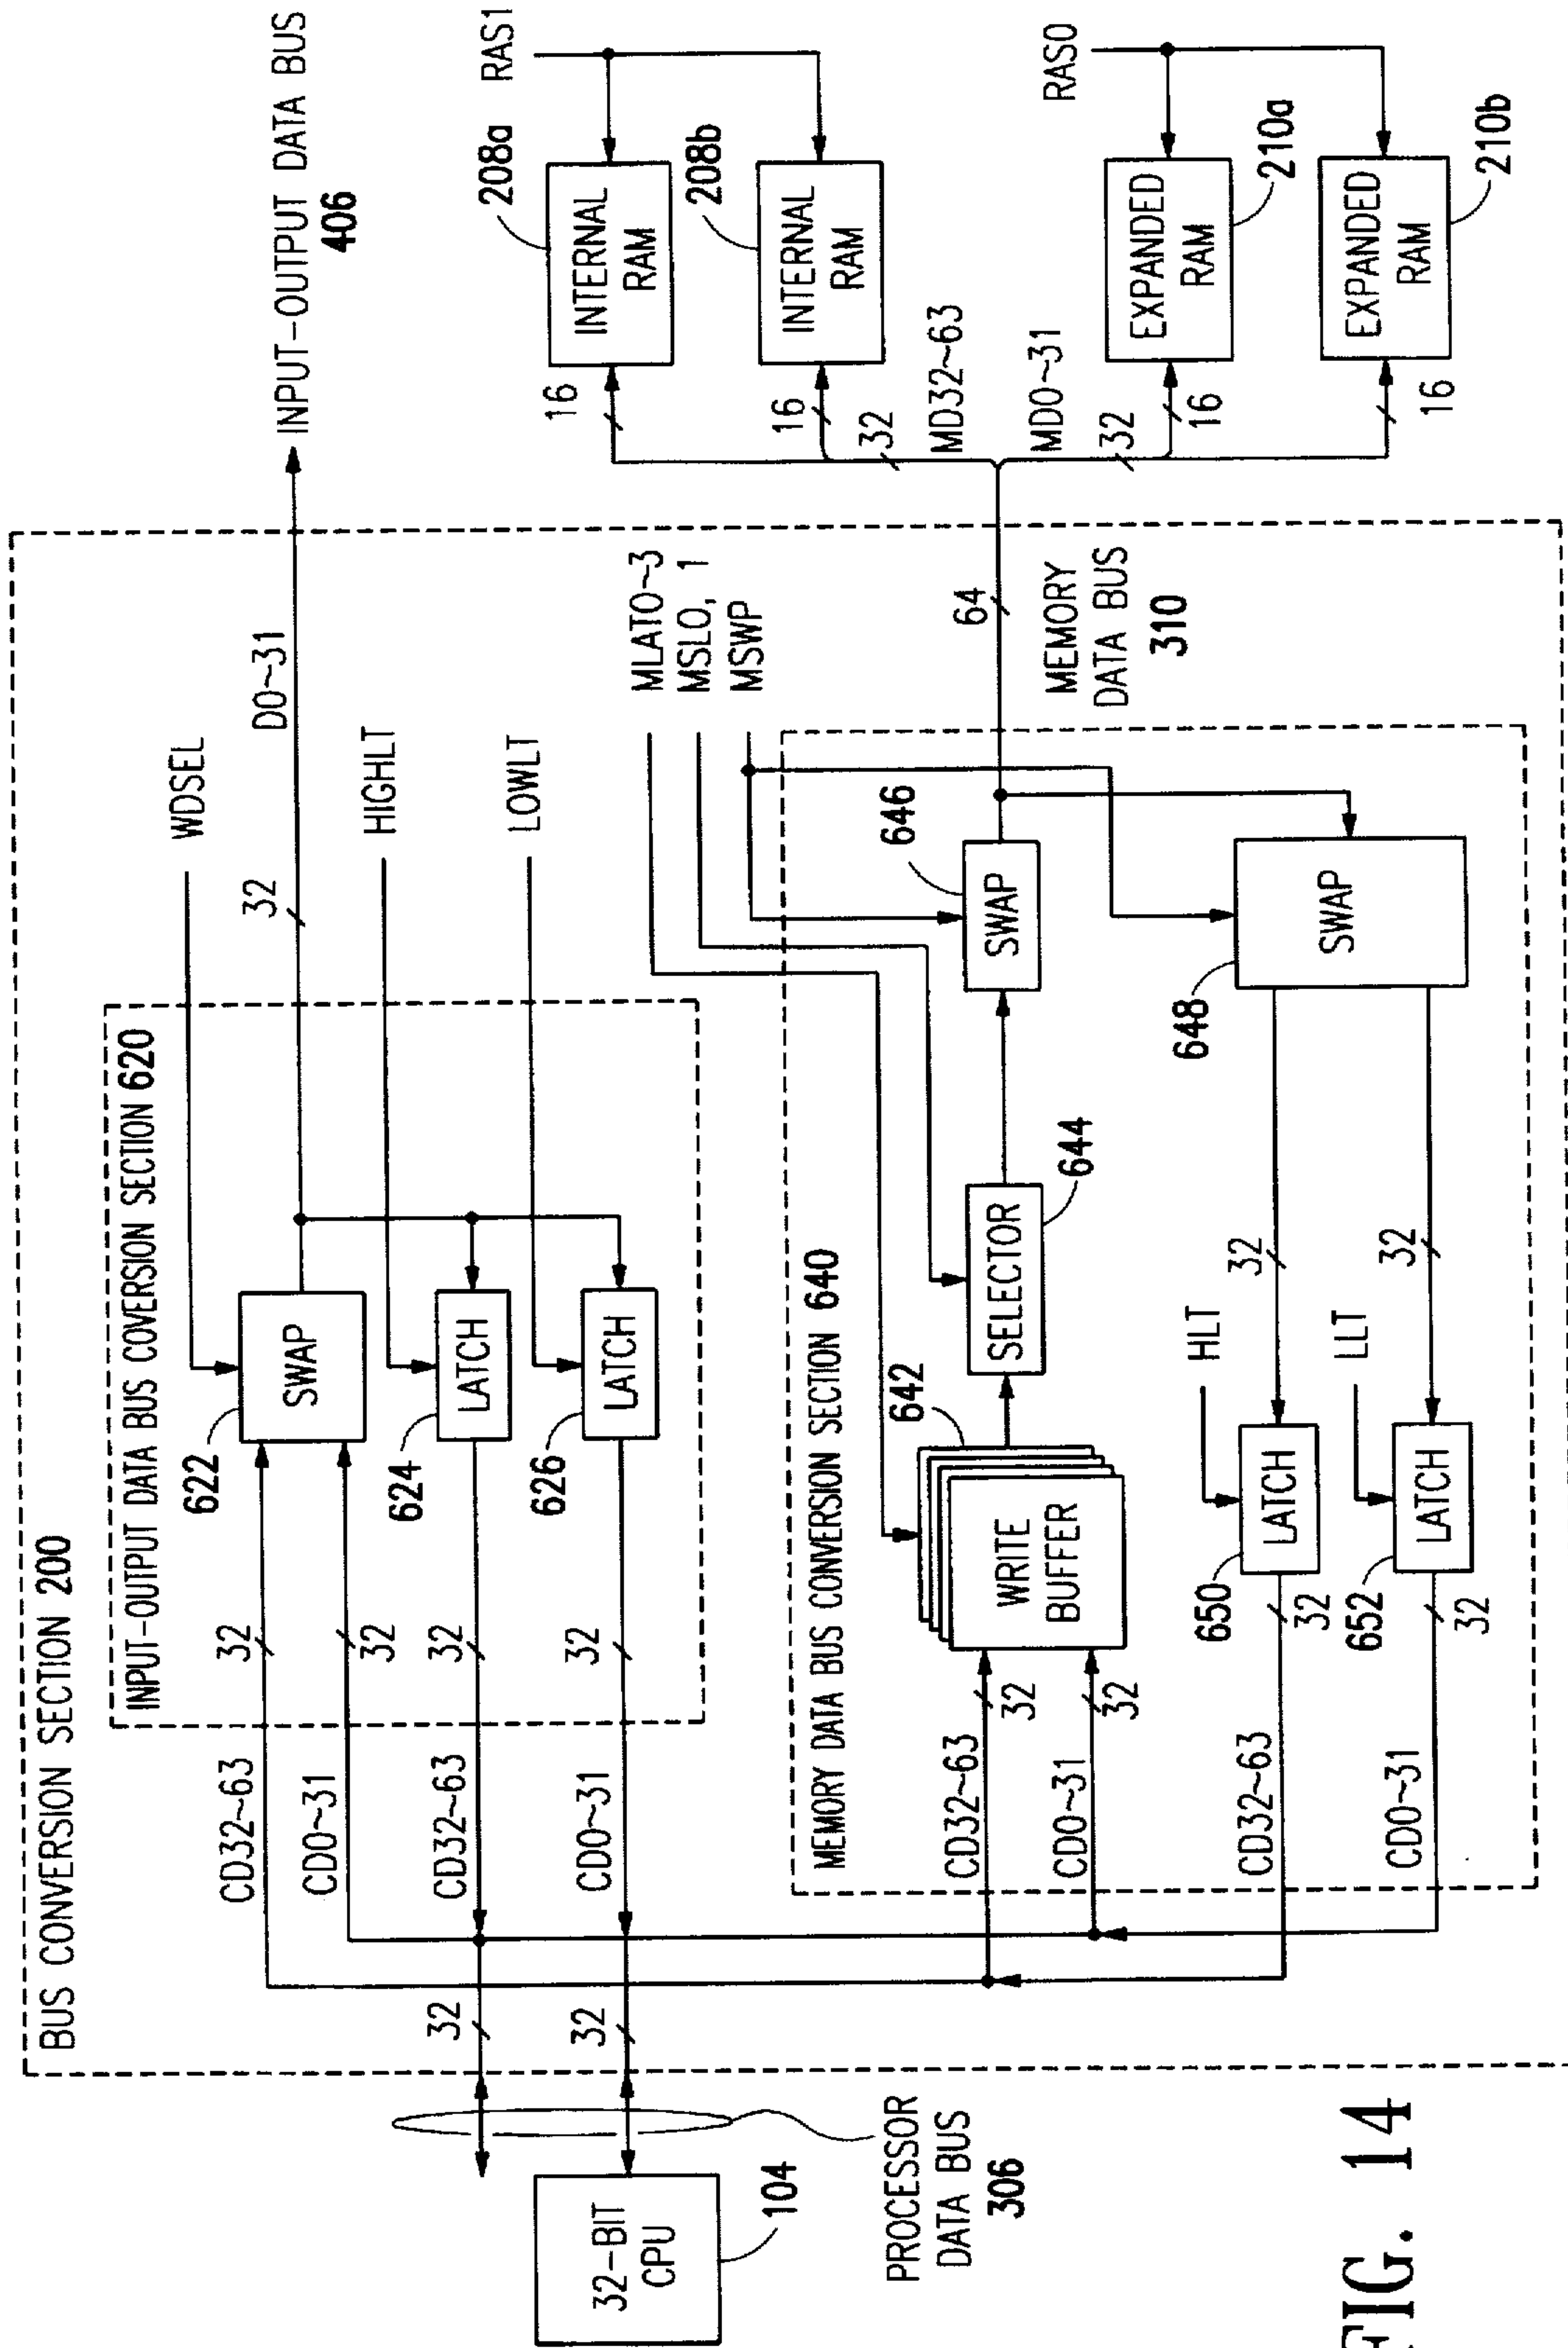 BUS CONVERSION SECTION 200
INPUT-OUTPUT DATA BUS COVERSION SECTION 620
WDSEL
HIGHLT
LOWLT
32
D0~31
INPUT-OUTPUT DATA BUS
406
CD32~63
32
622
SWAP
CD0~31
32
CD32~63
32
624
LATCH
CD0~31
32
626
LATCH
32
32
32-BIT
CPU
104
PROCESSOR
DATA BUS
306
MLAT0~3
MSL0, 1
MSWP
MEMORY DATA BUS CONVERSION SECTION 640
CD32~63
32
CD0~31
32
WRITE
BUFFER
642
SELECTOR
644
SWAP
646
64
MEMORY
DATA BUS
310
SWAP
648
CD32~63
32
650
LATCH
HLT
32
CD0~31
32
652
LATCH
LLT
32
RAS1
208a
INTERNAL
RAM
16
208b
INTERNAL
RAM
16
32
MD32~63
MD0~31
32
RAS0
EXPANDED
RAM
210a
16
EXPANDED
RAM
210b
16
FIG. 14